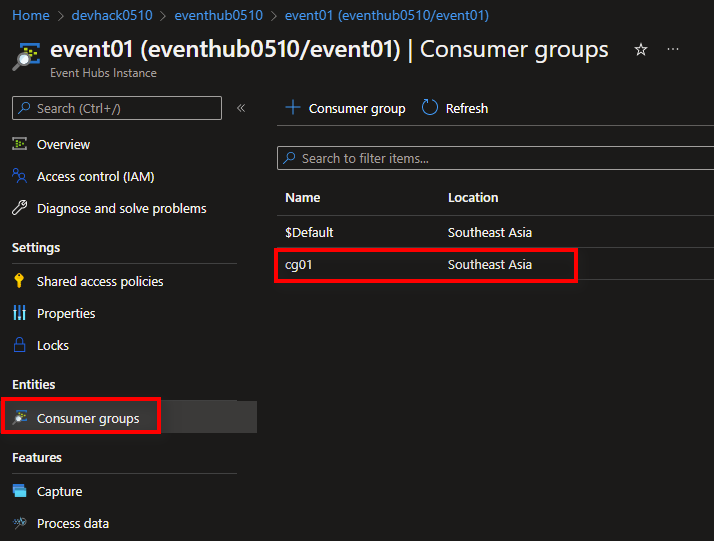 Home > devhack0510 > eventhub0510 > event01 (eventhub0510/event01)
event01 (eventhub0510/event01) | Consumer groups
Event Hubs Instance
Search (Ctrl+/)
Overview
Access control (IAM)
Diagnose and solve problems
Settings
Shared access policies
Properties
Locks
Entities
Consumer groups
Features
Capture
Process data
Consumer group Refresh
Search to filter items...
Name Location
$Default Southeast Asia
cg01 Southeast Asia